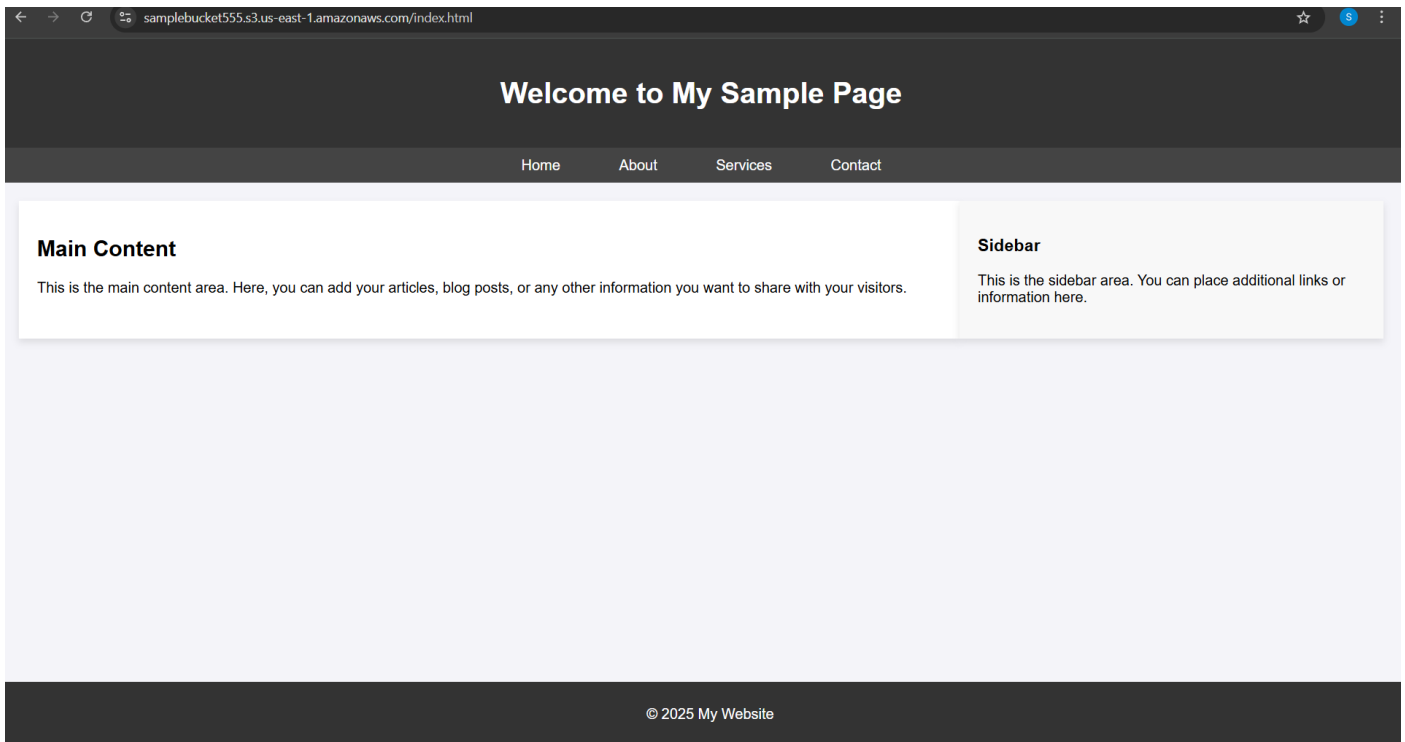 samplebucket555.s3.us-east-1.amazonaws.com/index.html
S
Welcome to My Sample Page
Home About Services Contact
Main Content
This is the main content area. Here, you can add your articles, blog posts, or any other information you want to share with your visitors.
Sidebar
This is the sidebar area. You can place additional links or
information here.
© 2025 My Website